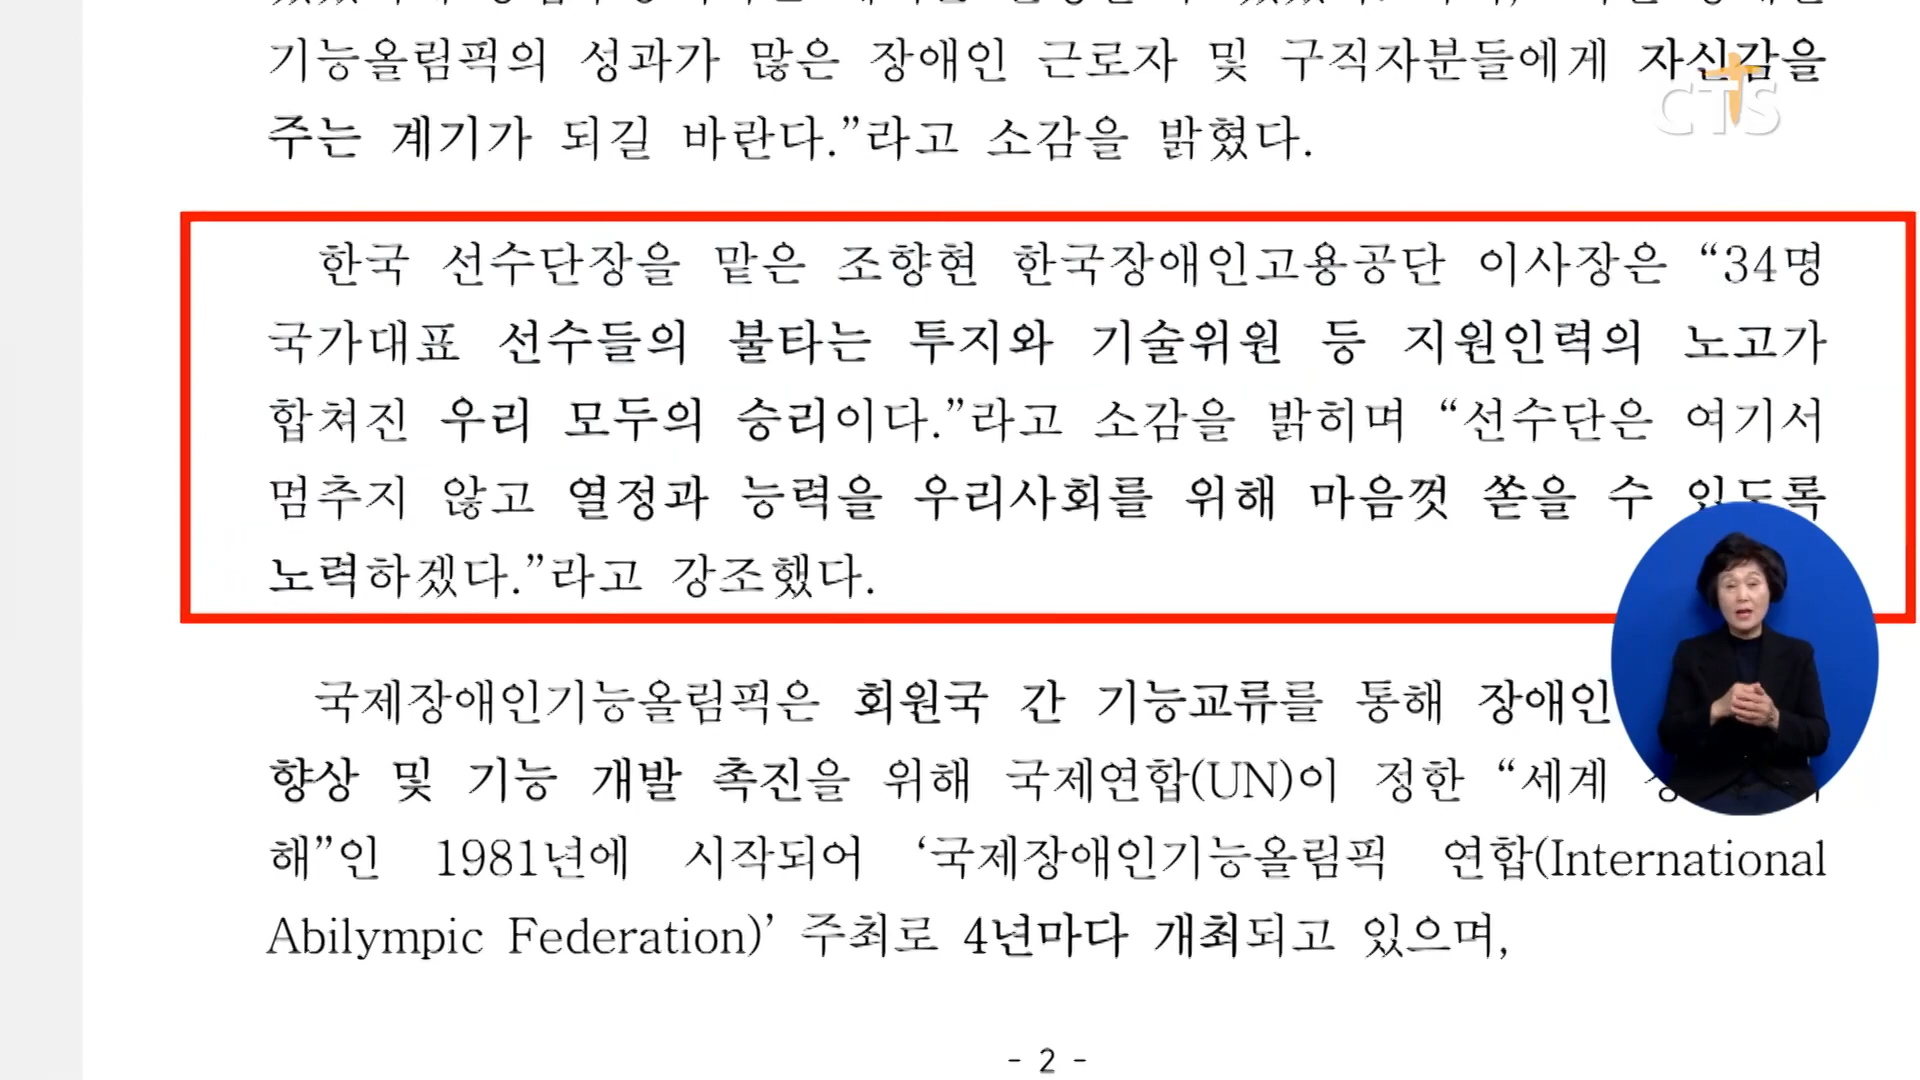 기능올림픽의 성과가 많은 장애인 근로자 및 구직자분들에게 자신감을
CTS
주는 계기가 되길 바란다.”라고 소감을 밝혔다.
한국 선수단장을 맡은 조향현 한국장애인고용공단 이사장은 “34명
국가대표 선수들의 불타는 투지와 기술위원 등 지원인력의 노고가
합쳐진 우리 모두의 승리이다.”라고 소감을 밝히며 “선수단은 여기서
멈추지 않고 열정과 능력을 우리사회를 위해 마음껏 쏟을 수 있도록
노력하겠다.”라고 강조했다.
국제장애인기능올림픽은 회원국 간 기능교류를 통해 장애인
향상 및 기능 개발 촉진을 위해 국제연합(UN)이 정한 “세계
해”인 1981년에 시작되어 ‘국제장애인기능올림픽 연합(International
Abilympic Federation)’ 주최로 4년마다 개최되고 있으며,
- 2 -